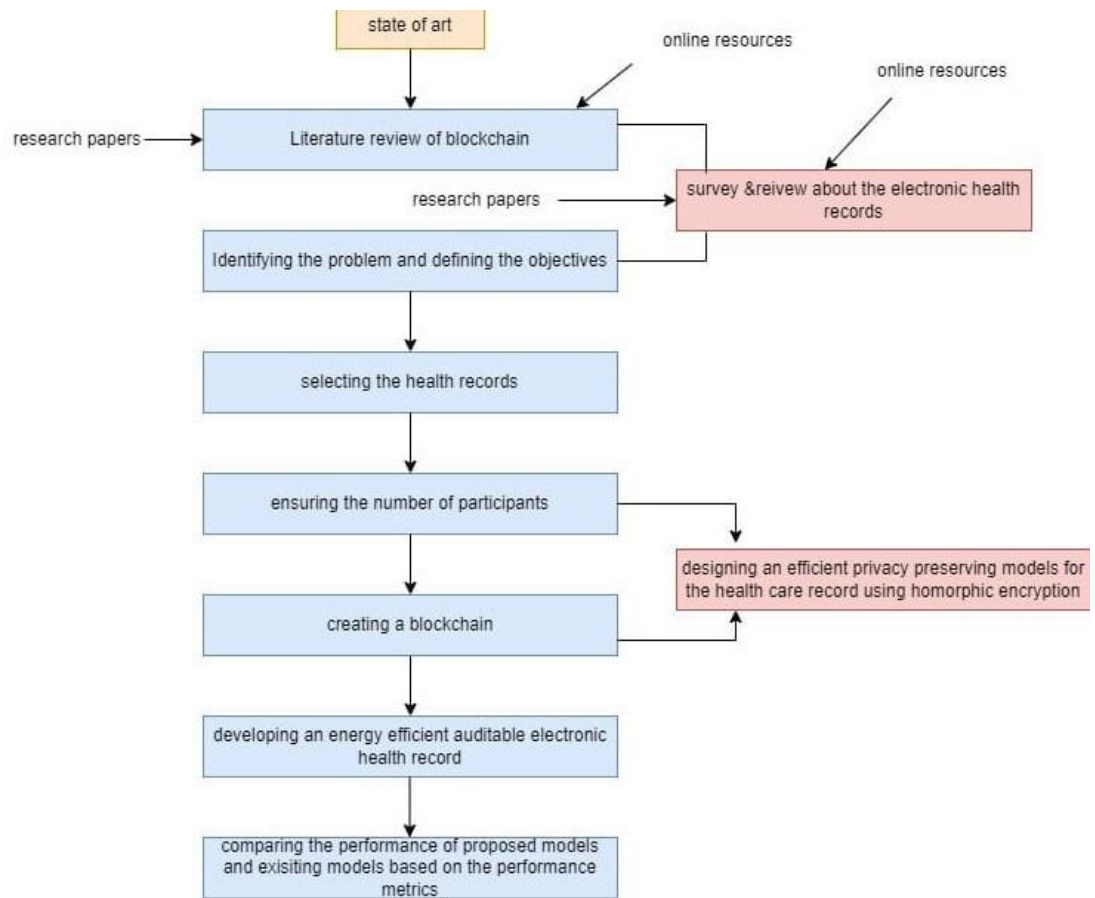 state of art
online resources
online resources
research papers
Literature review of blockchain
survey &reivew about the electronic health
records
research papers
Identifying the problem and defining the objectives
selecting the health records
ensuring the number of participants
designing an efficient privacy preserving models for
the health care record using homorphic encryption
creating a blockchain
developing an energy efficient auditable electronic
health record
comparing the performance of proposed models
and exisiting models based on the performance
metrics